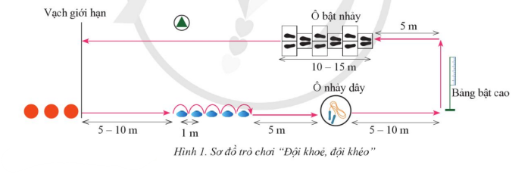 Vạch giới hạn
Ô bật nhảy
5 m
10 – 15 m
Ô nhảy dây
Bảng bật cao
5 – 10 m
1 m
5 m
5 – 10 m
Hình 1. Sơ đồ trò chơi “Đội khoẻ, đội khéo”